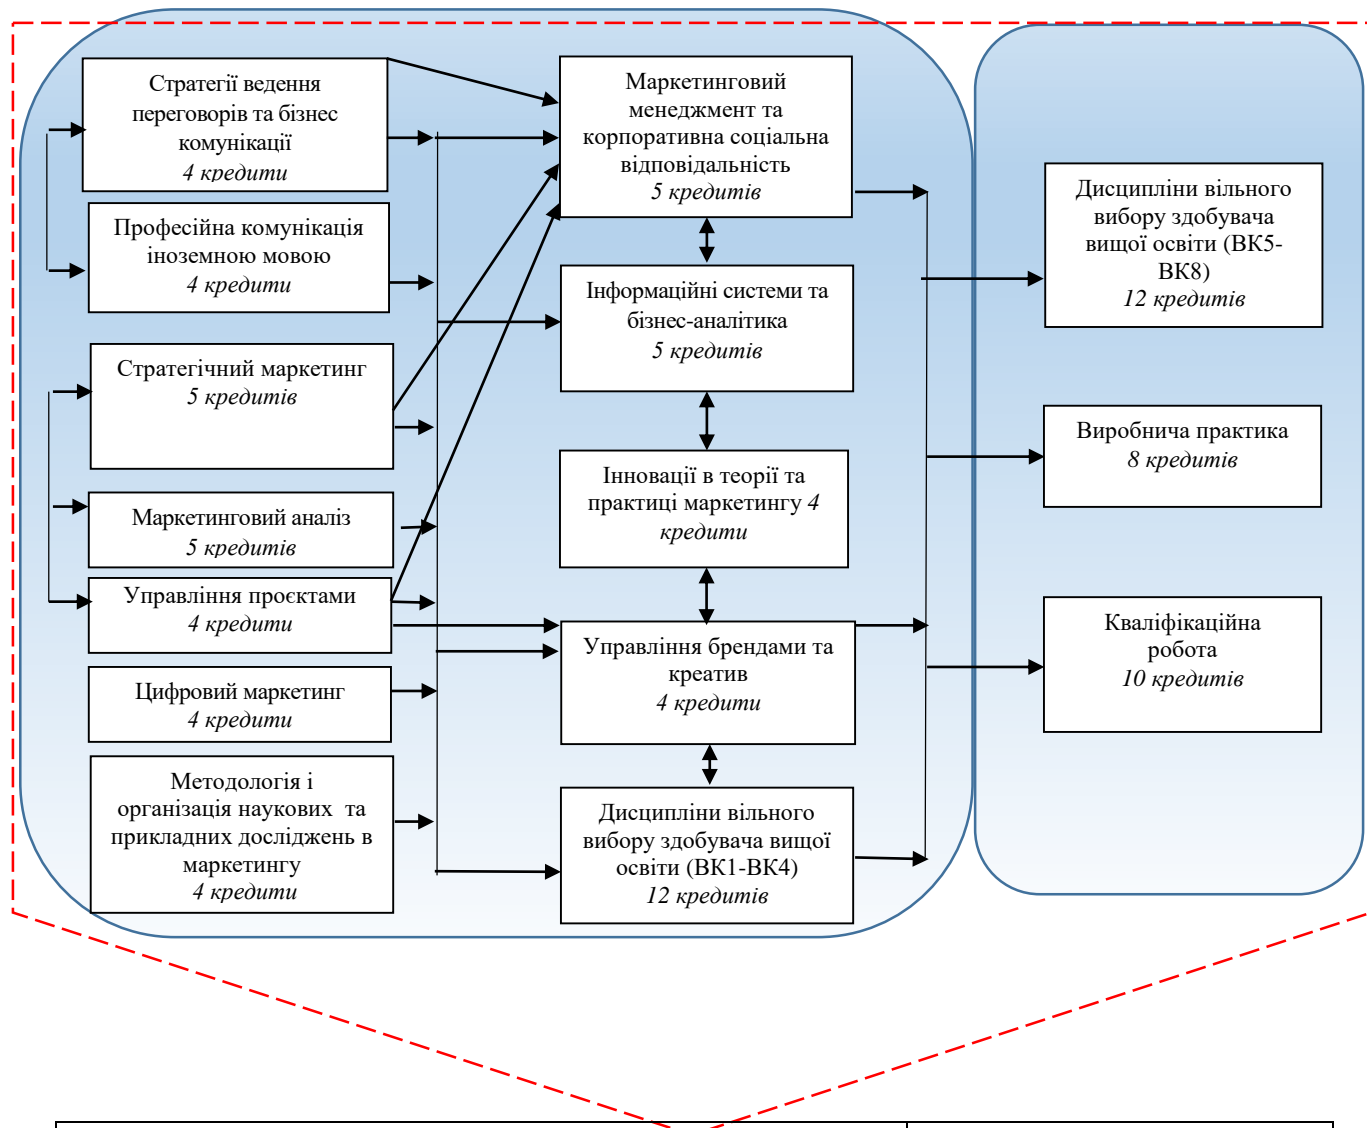 Стратегії ведення
переговорів та бізнес
комунікації
4 кредити
Професійна комунікація
іноземною мовою
4 кредити
Стратегічний маркетинг
5 кредитів
Маркетинговий аналіз
5 кредитів
Управління проєктами
4 кредити
Цифровий маркетинг
4 кредити
Методологія і
організація наукових та
прикладних досліджень в
маркетингу
4 кредити
Маркетинговий
менеджмент та
корпоративна соціальна
відповідальність
5 кредитів
Інформаційні системи та
бізнес-аналітика
5 кредитів
Інновації в теорії та
практиці маркетингу 4
кредити
Управління брендами та
креатив
4 кредити
Дисципліни вільного
вибору здобувача вищої
освіти (ВК1-ВК4)
12 кредитів
Дисципліни вільного
вибору здобувача
вищої освіти (ВК5-
ВК8)
12 кредитів
Виробнича практика
8 кредитів
Кваліфікаційна
робота
10 кредитів